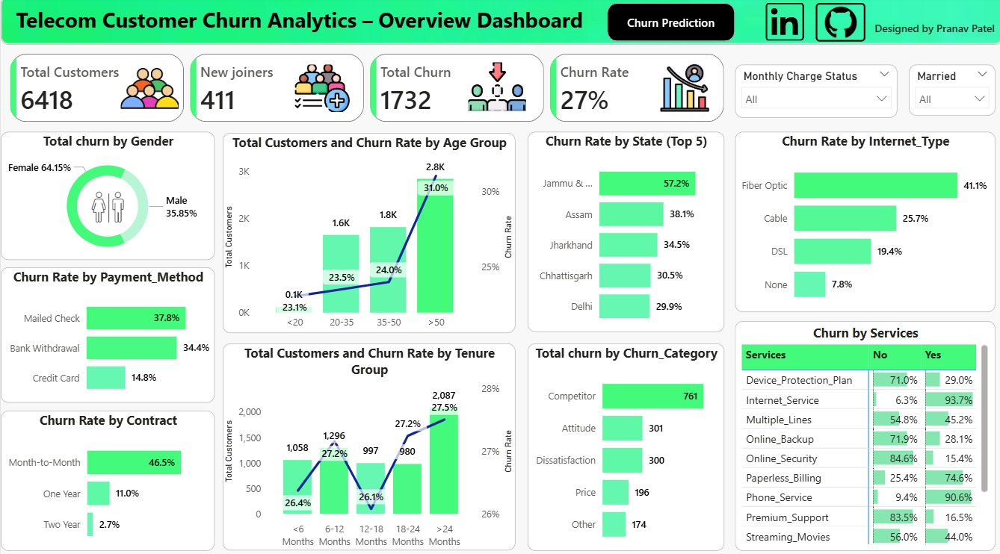 Telecom Customer Churn Analytics – Overview Dashboard
Churn Prediction
in
Designed by Pranav Patel
Total Customers
6418
New joiners
411
Total Churn
1732
Churn Rate
27%
Monthly Charge Status
All
Married
All
Total churn by Gender
Female 64.15%
Male
35.85%
Churn Rate by Payment_Method
Mailed Check 37.8%
Bank Withdrawal 34.4%
Credit Card 14.8%
Churn Rate by Contract
Month-to-Month 46.5%
One Year 11.0%
Two Year 2.7%
Total Customers and Churn Rate by Age Group
Total Customers
3K
2K
1K
0K
0.1K
1.6K
1.8K
2.8K
23.1%
23.5%
24.0%
31.0%
30%
25%
Churn Rate
<20
20-35
35-50
>50
Total Customers and Churn Rate by Tenure
Group
Total Customers
2,000
1,500
1,000
500
0
1,058
1,296
997
980
2,087
26.4%
27.2%
26.1%
27.2%
27.5%
28%
27%
26%
Churn Rate
<6
Months
6-12
Months
12-18
Months
18-24
Months
>24
Months
Churn Rate by State (Top 5)
Jammu & ... 57.2%
Assam 38.1%
Jharkhand 34.5%
Chhattisgarh 30.5%
Delhi 29.9%
Total churn by Churn_Category
Competitor 761
Attitude 301
Dissatisfaction 300
Price 196
Other 174
Churn Rate by Internet_Type
Fiber Optic 41.1%
Cable 25.7%
DSL 19.4%
None 7.8%
Churn by Services
Services No Yes
Device_Protection_Plan 71.0% 29.0%
Internet_Service 6.3% 93.7%
Multiple_Lines 54.8% 45.2%
Online_Backup 71.9% 28.1%
Online_Security 84.6% 15.4%
Paperless_Billing 25.4% 74.6%
Phone_Service 9.4% 90.6%
Premium_Support 83.5% 16.5%
Streaming_Movies 56.0% 44.0%